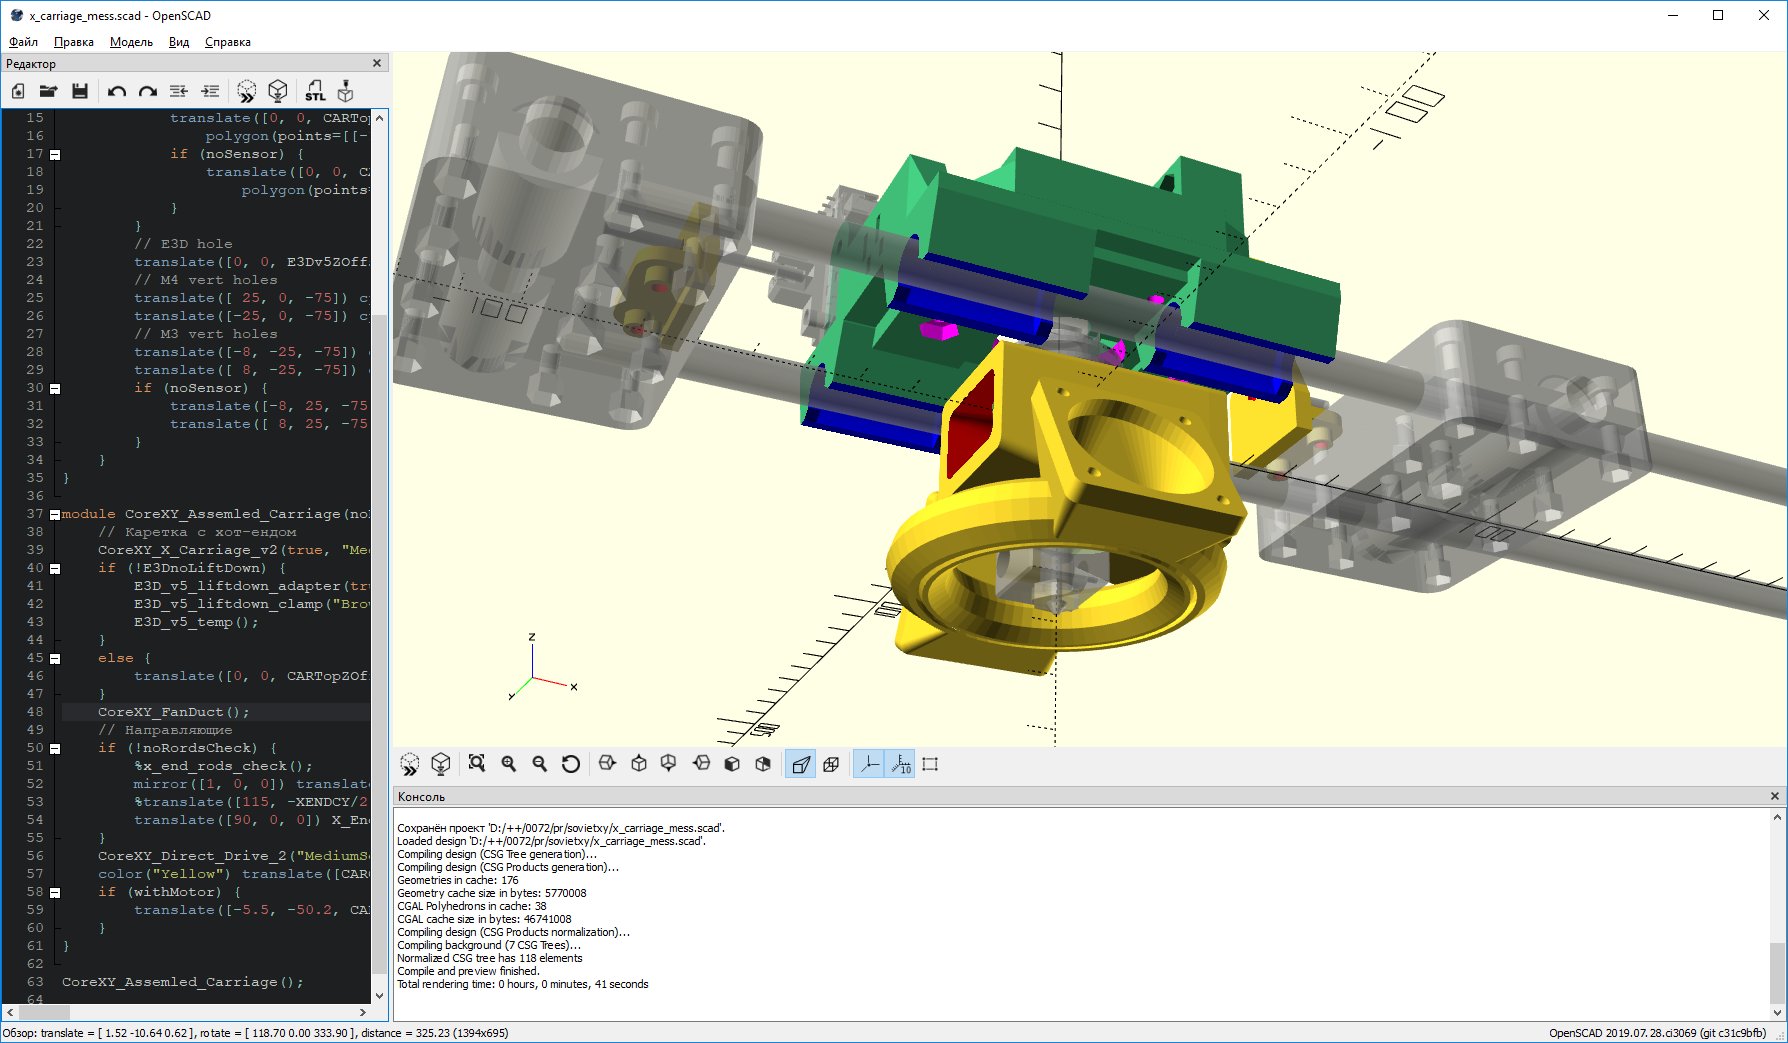 x_carriage_mess.scad - OpenSCAD
Файл Правка Модель Вид Справка
Редактор
STL
15 translate([0, 0, CARTop
16 polygon(points=[[-
17 if (noSensor) {
18 translate([0, 0, C
19 polygon(points=
20 }
21 }
22 // E3D hole
23 translate([0, 0, E3Dv5ZOff
24 // M4 vert holes
25 translate([ 25, 0, -75]) c
26 translate([-25, 0, -75]) c
27 // M3 vert holes
28 translate([-8, -25, -75])
29 translate([ 8, -25, -75])
30 if (noSensor) {
31 translate([-8, 25, -75
32 translate([ 8, 25, -75
33 }
34 }
35 }
36
37 module CoreXY_Assemled_Carriage(no
38 // Каретка с хот-ендом
39 CoreXY_X_Carriage_v2(true, "Me
40 if (!E3DnoLiftDown) {
41 E3D_v5_liftdown_adapter(tr
42 E3D_v5_liftdown_clamp("Bro
43 E3D_v5_temp();
44 }
45 else {
46 translate([0, 0, CARTopZOf
47 }
48 CoreXY_FanDuct();
49 // Направляющие
50 if (!noRordsCheck) {
51 %x_end_rods_check();
52 mirror([1, 0, 0]) translat
53 %translate([115, -XENDCY/2
54 translate([90, 0, 0]) X_En
55 }
56 CoreXY_Direct_Drive_2("MediumS
57 color("Yellow") translate([CAR
58 if (withMotor) {
59 translate([-5.5, -50.2, CA
60 }
61 }
62
63 CoreXY_Assemled_Carriage();
64
z
x
y
10
Консоль
Сохранён проект 'D:/++/0072/pr/sovietxy/x_carriage_mess.scad'.
Loaded design 'D:/++/0072/pr/sovietxy/x_carriage_mess.scad'.
Compiling design (CSG Tree generation)...
Compiling design (CSG Products generation)...
Geometries in cache: 176
Geometry cache size in bytes: 5770008
CGAL Polyhedrons in cache: 38
CGAL cache size in bytes: 46741008
Compiling design (CSG Products normalization)...
Compiling background (7 CSG Trees)...
Normalized CSG tree has 118 elements
Compile and preview finished.
Total rendering time: 0 hours, 0 minutes, 41 seconds
Обзор: translate = [ 1.52 -10.64 0.62 ], rotate = [ 118.70 0.00 333.90 ], distance = 325.23 (1394x695)
OpenSCAD 2019.07.28.ci3069 (git c31c9bfb)